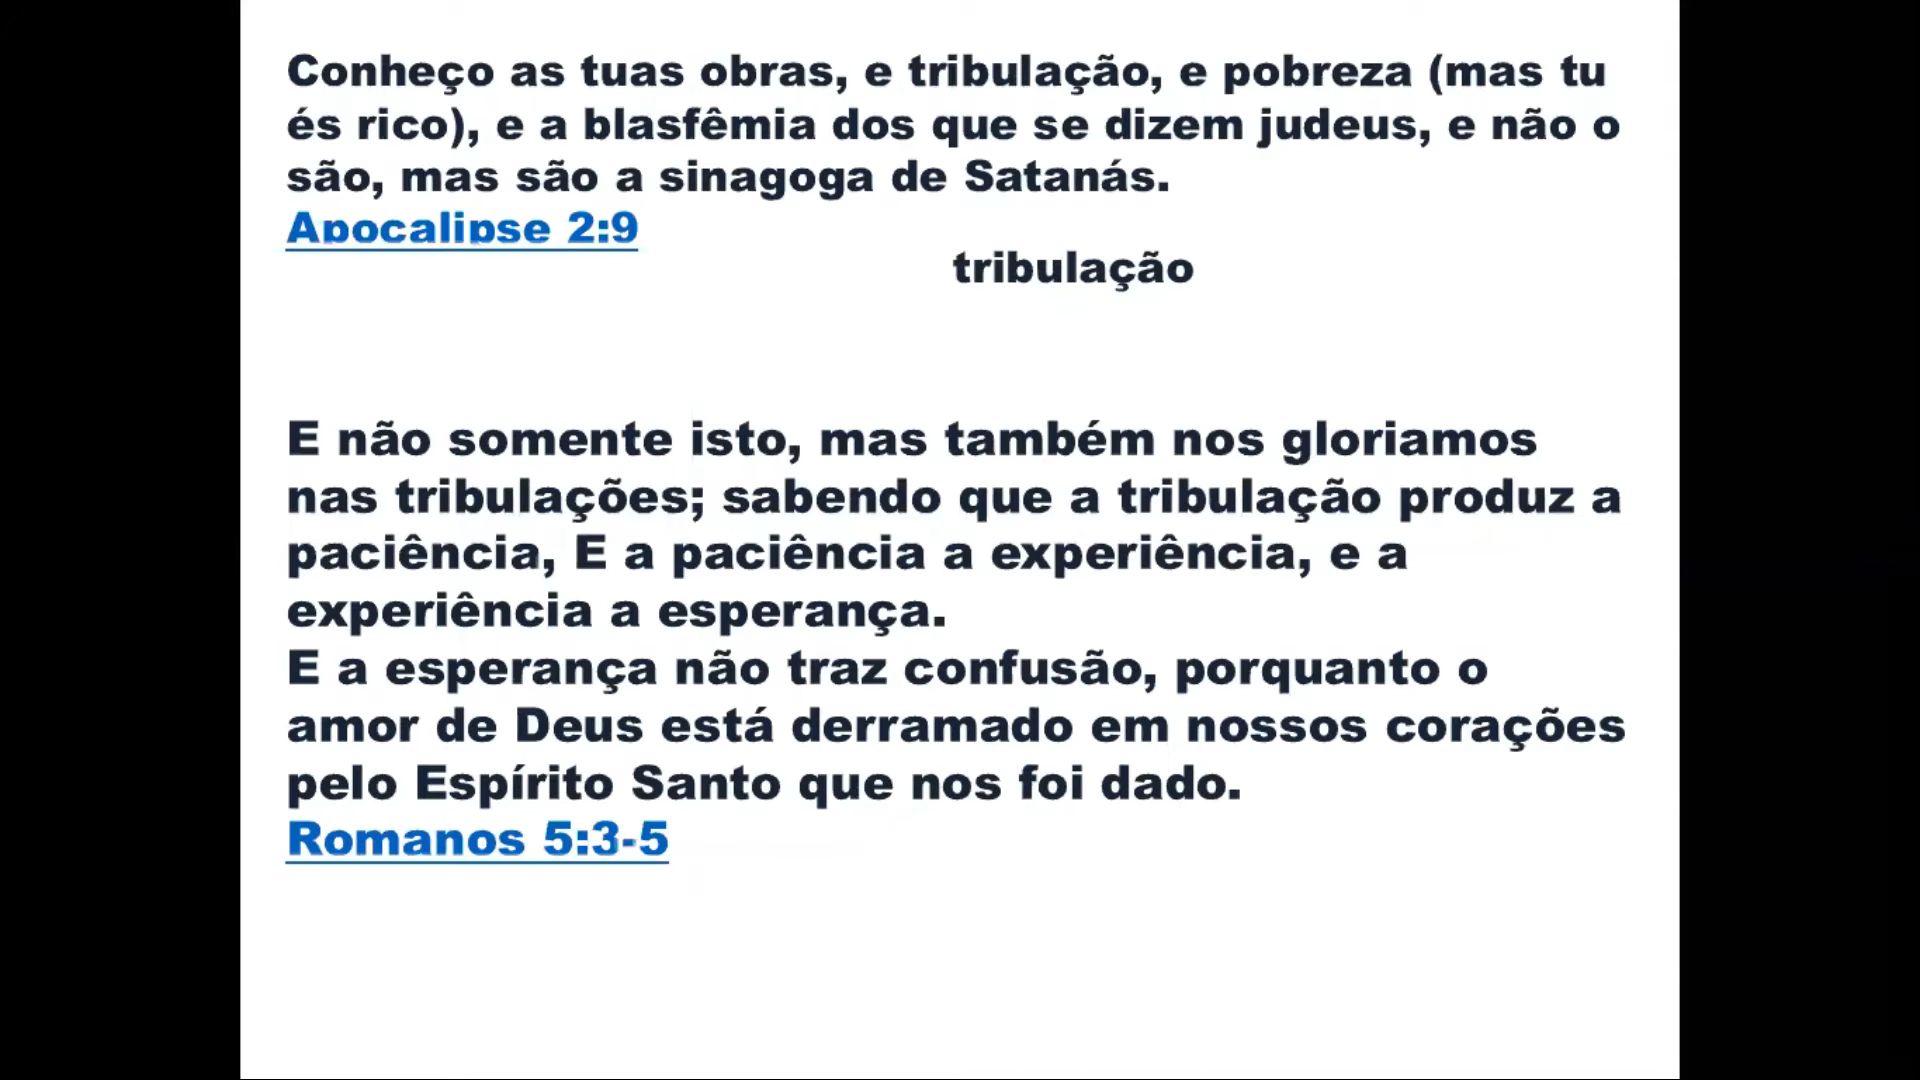 Conheço as tuas obras, e tribulação, e pobreza (mas tu
és rico), e a blasfêmia dos que se dizem judeus, e não o
são, mas são a sinagoga de Satanás.
Apocalipse 2:9
tribulação
E não somente isto, mas também nos gloriamos
nas tribulações; sabendo que a tribulação produz a
paciência, E a paciência a experiência, e a
experiência a esperança.
E a esperança não traz confusão, porquanto o
amor de Deus está derramado em nossos corações
pelo Espírito Santo que nos foi dado.
Romanos 5:3-5